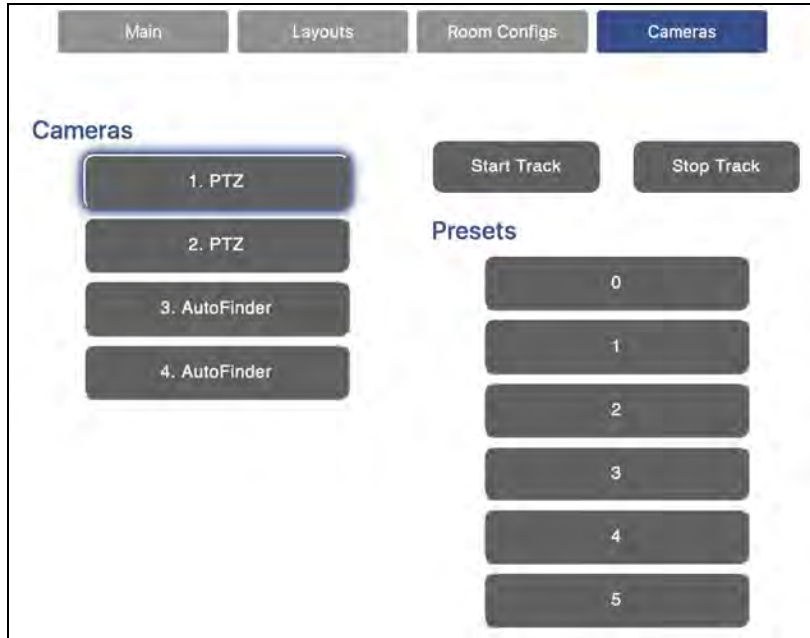 Main
Layouts
Room Configs
Cameras
Cameras
1. PTZ
2. PTZ
3. AutoFinder
4. AutoFinder
Start Track
Stop Track
Presets
0
1
2
3
4
5